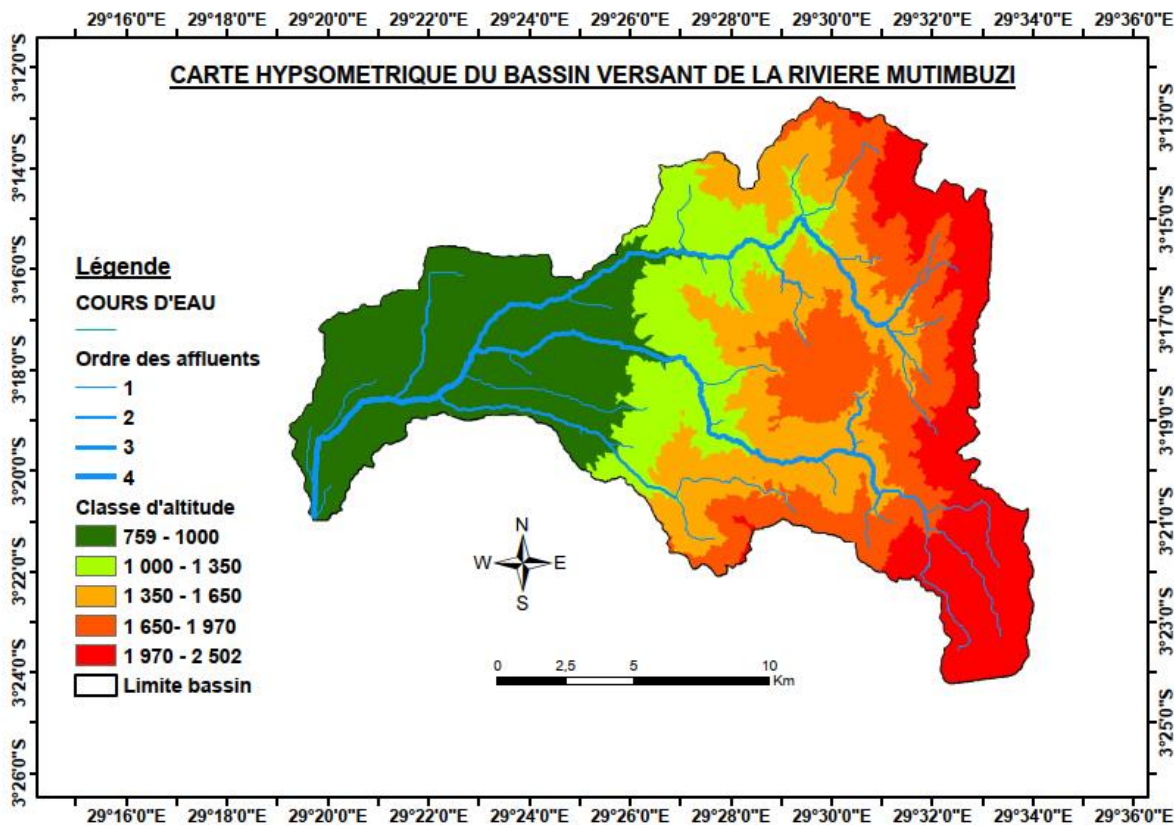 29°16'0"E 29°18'0"E 29°20'0"E 29°22'0"E 29°24'0"E 29°26'0"E 29°28'0"E 29°30'0"E 29°32'0"E 29°34'0"E 29°36'0"E
CARTE HYPSOMETRIQUE DU BASSIN VERSANT DE LA RIVIERE MUTIMBUZI
3°12'0"S
3°14'0"S
3°16'0"S
3°18'0"S
3°20'0"S
3°22'0"S
3°24'0"S
3°26'0"S
Légende
COURS D'EAU
Ordre des affluents
1
2
3
4
Classe d'altitude
759 - 1000
1 000 - 1 350
1 350 - 1 650
1 650- 1 970
1 970 - 2 502
Limite bassin
N
W E
S
0 2,5 5 10
Km
3°13'0"S
3°15'0"S
3°17'0"S
3°19'0"S
3°21'0"S
3°23'0"S
3°25'0"S
29°16'0"E 29°18'0"E 29°20'0"E 29°22'0"E 29°24'0"E 29°26'0"E 29°28'0"E 29°30'0"E 29°32'0"E 29°34'0"E 29°36'0"E